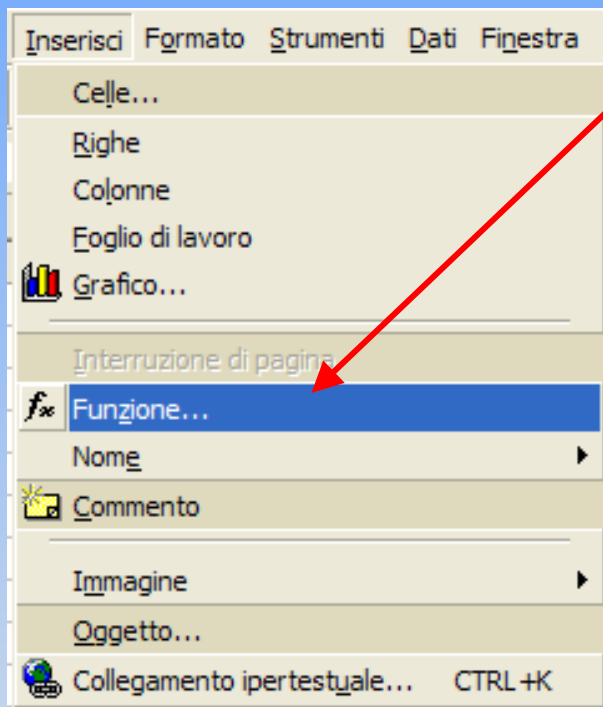 Inserisci Formato Strumenti Dati Finestra
Celle...
Righe
Colonne
Foglio di lavoro
Grafico...
Interruzione di pagina
fx Funzione...
Nome
Commento
Immagine
Oggetto...
Collegamento ipertestuale... CTRL+K